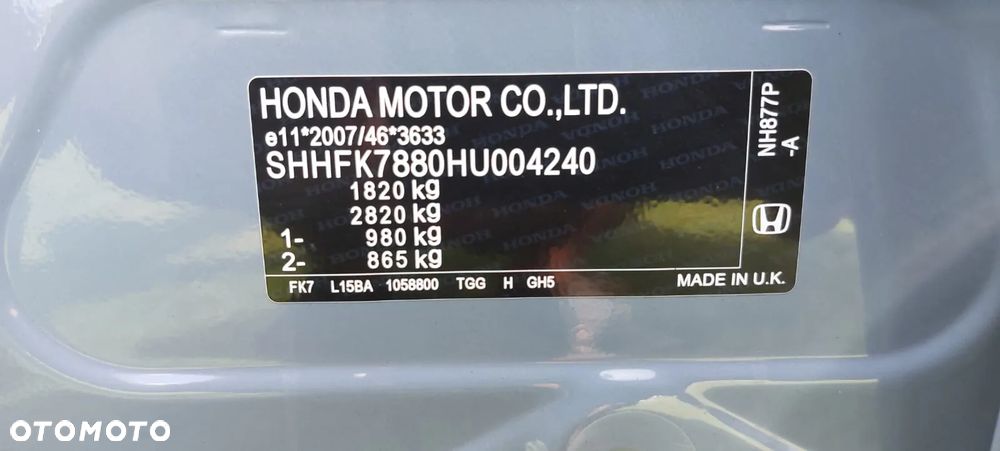 HONDA MOTOR CO.,LTD.
e11*2007/46*3633
SHHFK7880HU004240
1820 kg
2820 kg
1- 980 kg
2- 865 kg
FK7 L15BA 1058800 TGG H GH5
MADE IN U.K.
NH877P
-A
OTOMOTO